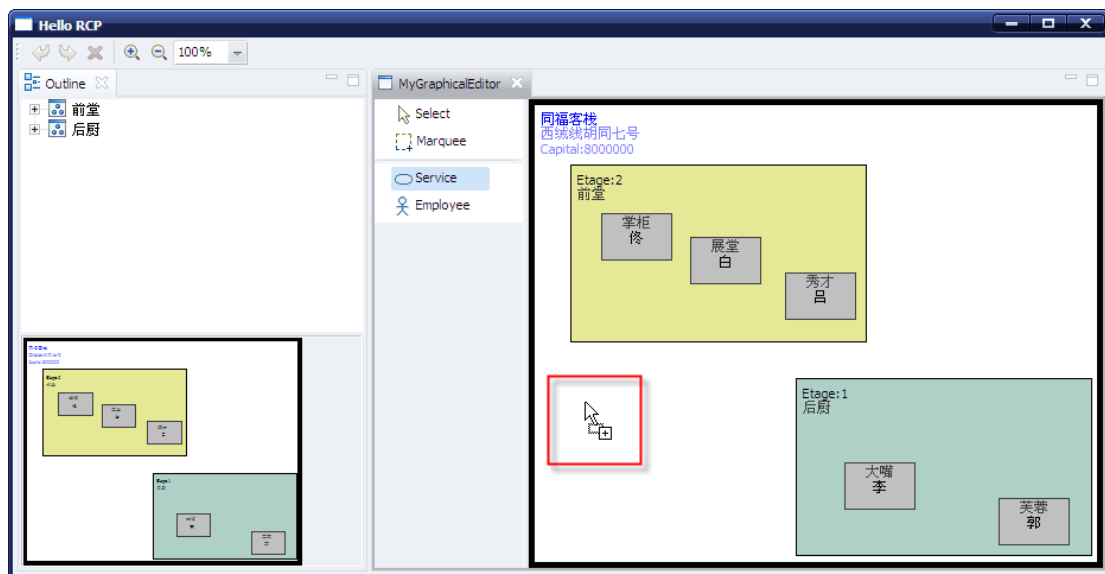 Hello RCP
100%
Outline
前堂
后厨
MyGraphicalEditor
Select
Marquee
Service
Employee
同福客栈
西绒线胡同七号
Capital:8000000
Etage:2
前堂
掌柜
佟
展堂
白
秀才
吕
Etage:1
后厨
大嘴
李
芙蓉
郭